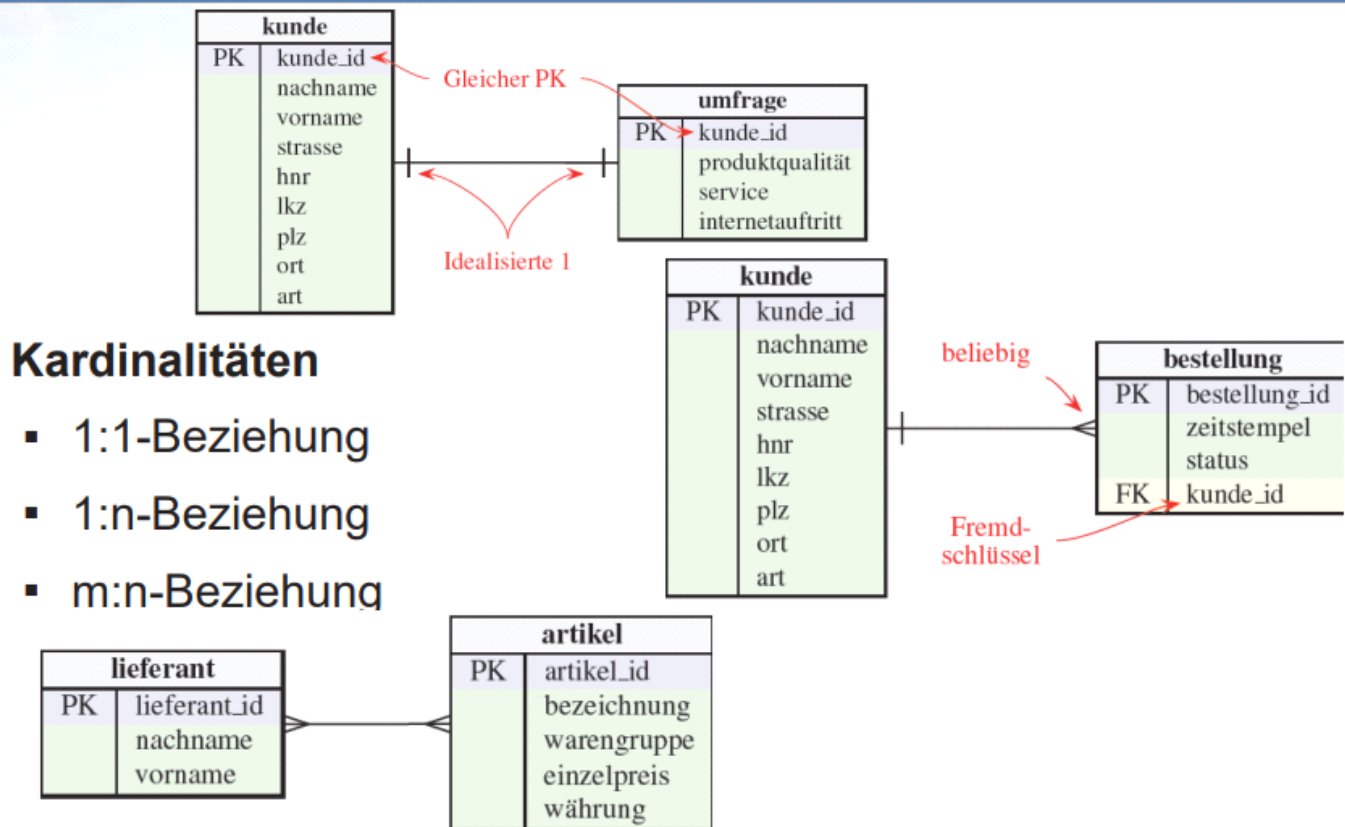 kunde
PK kunde_id
nachname
vorname
strasse
hnr
lkz
plz
ort
art
Gleicher PK
Idealisierte 1
umfrage
PK kunde_id
produktqualität
service
internetauftritt
Kardinalitäten
▪ 1:1-Beziehung
▪ 1:n-Beziehung
▪ m:n-Beziehung
kunde
PK kunde_id
nachname
vorname
strasse
hnr
lkz
plz
ort
art
beliebig
Fremd-
schlüssel
bestellung
PK bestellung_id
zeitstempel
status
FK kunde_id
lieferant
PK lieferant_id
nachname
vorname
artikel
PK artikel_id
bezeichnung
warengruppe
einzelpreis
währung